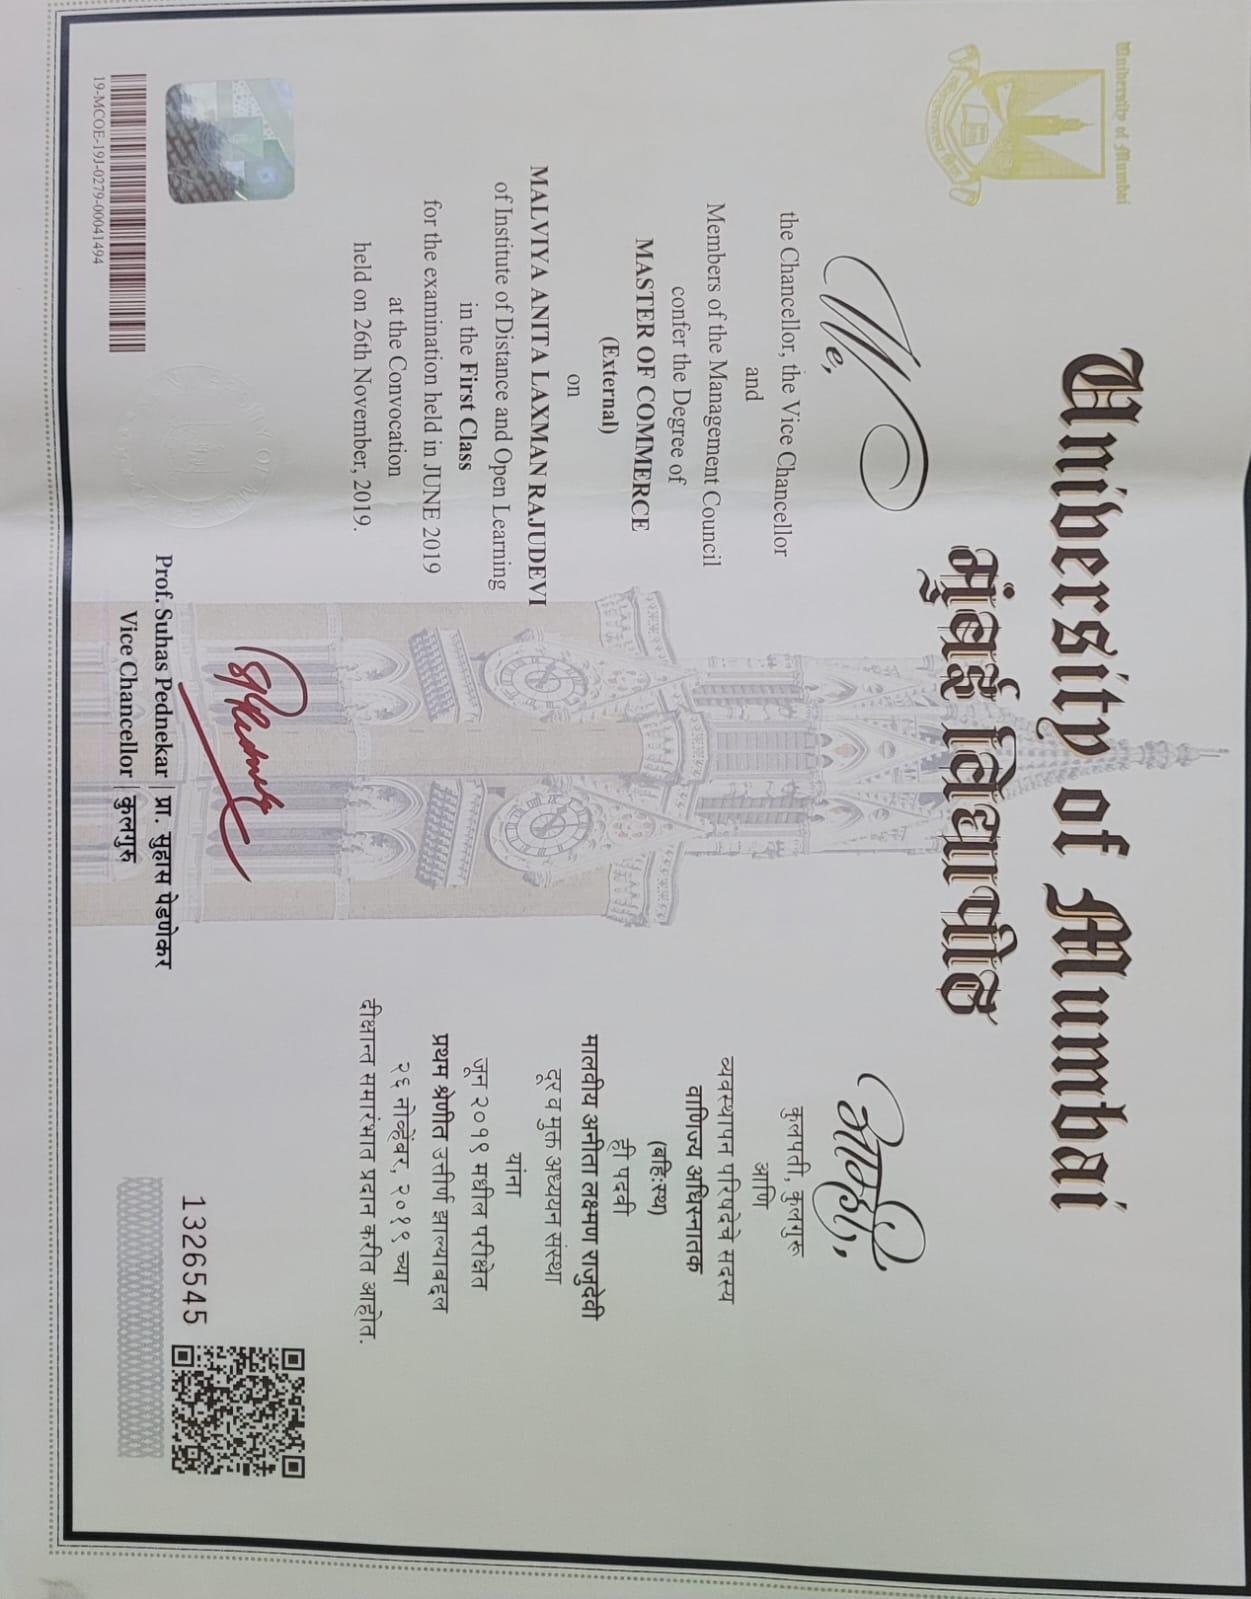 University of Mumbai
University of Mumbai
मुंबई विद्यापीठ
We,
the Chancellor, the Vice Chancellor
and
Members of the Management Council
confer the Degree of
MASTER OF COMMERCE
(External)
on
MALVIYA ANITA LAXMAN RAJUDEVI
of Institute of Distance and Open Learning
in the First Class
for the examination held in JUNE 2019
at the Convocation
held on 26th November, 2019.
आम्ही,
कुलपती, कुलगुरू
आणि
व्यवस्थापन परिषदेचे सदस्य
वाणिज्य अधिस्नातक
(बहि:स्थ)
ही पदवी
मालवीय अनीता लक्ष्मण राजुदेवी
दूर व मुक्त अध्ययन संस्था
यांना
जून २०१९ मधील परीक्षेत
प्रथम श्रेणीत उत्तीर्ण झाल्याबद्दल
२६ नोव्हेंबर, २०१९ च्या
दीक्षान्त समारंभात प्रदान करीत आहोत.
19-MCOE-19J-0279-00041494
Prof. Suhas Pednekar | प्रा. सुहास पेडणेकर
Vice Chancellor | कुलगुरु
1326545